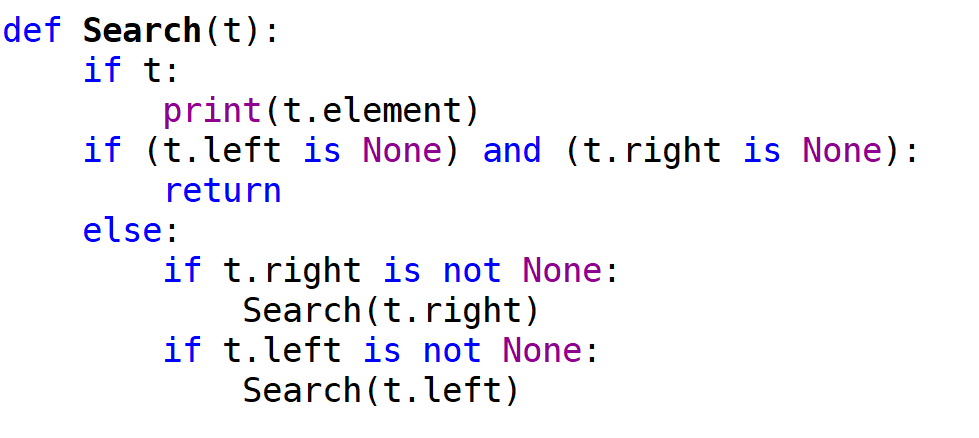 def Search(t):
    if t:
        print(t.element)
    if (t.left is None) and (t.right is None):
        return
    else:
        if t.right is not None:
            Search(t.right)
        if t.left is not None:
            Search(t.left)